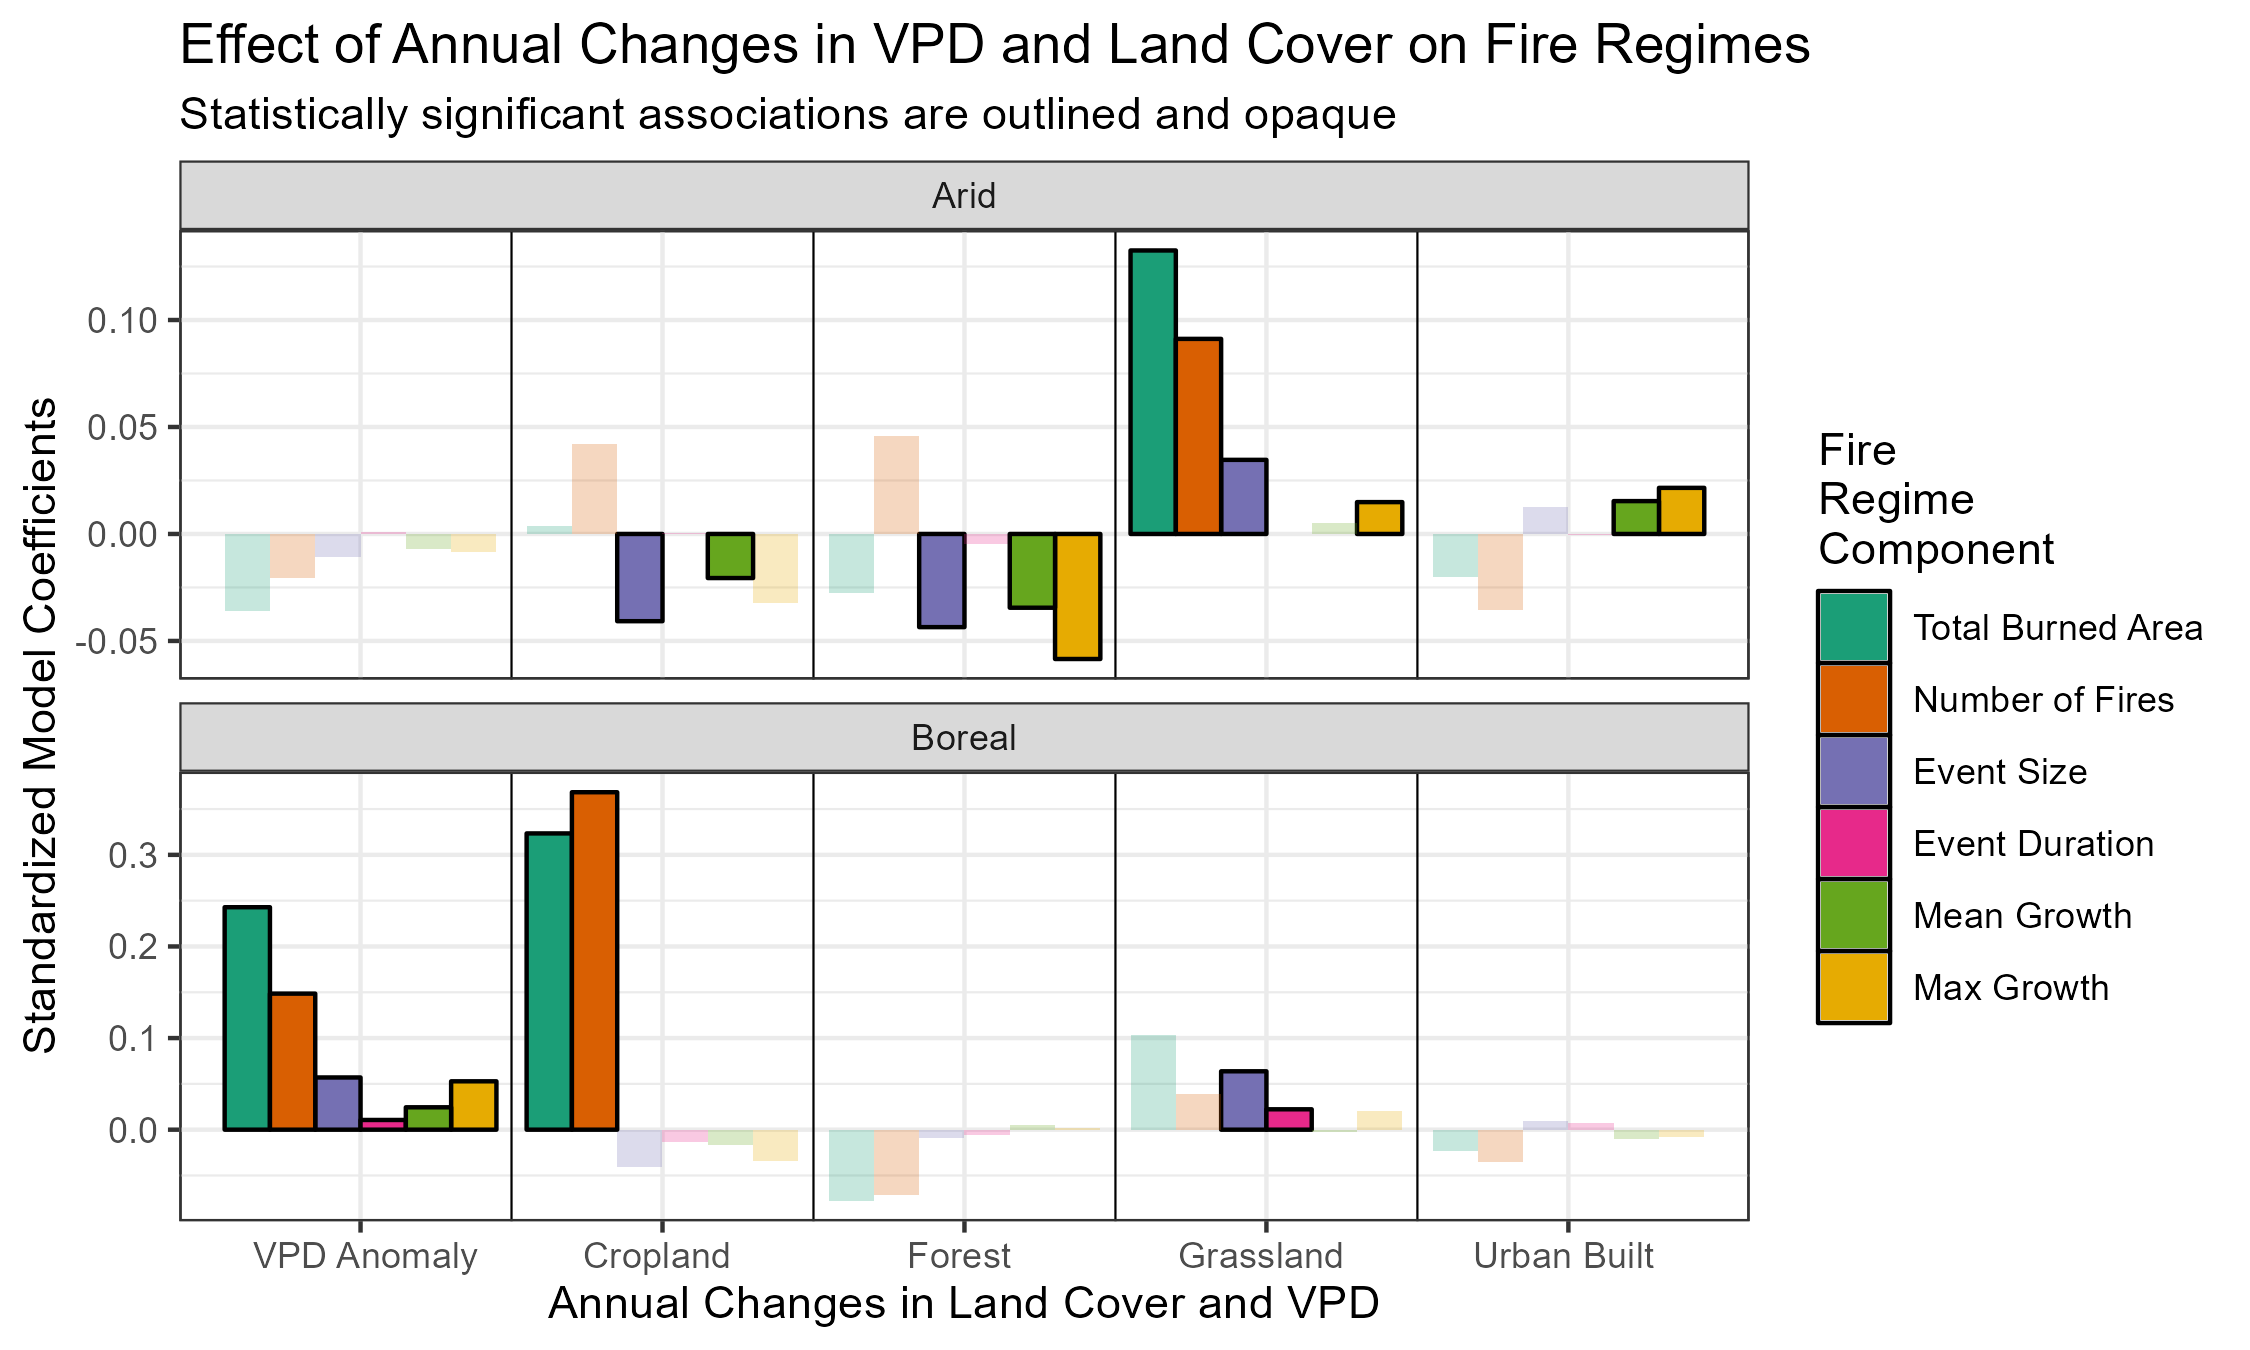 Effect of Annual Changes in VPD and Land Cover on Fire Regimes
Statistically significant associations are outlined and opaque
Arid
0.10
0.05
0.00
-0.05
Boreal
0.3
0.2
0.1
0.0
Standardized Model Coefficients
VPD Anomaly
Cropland
Forest
Grassland
Urban Built
Annual Changes in Land Cover and VPD
Fire
Regime
Component
Total Burned Area
Number of Fires
Event Size
Event Duration
Mean Growth
Max Growth